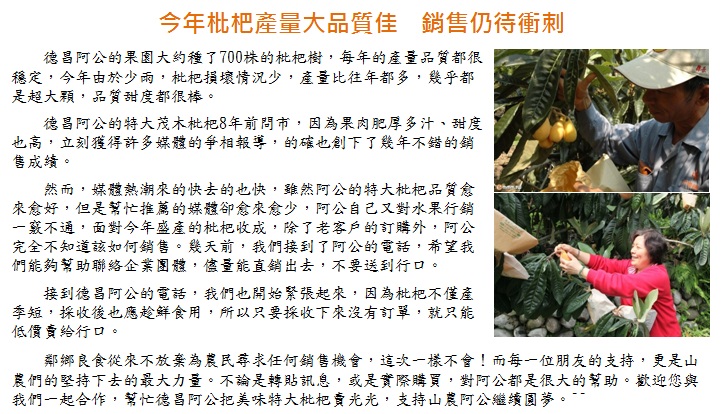 今年枇杷產量大品質佳　銷售仍待衝刺
德昌阿公的果園大約種了700株的枇杷樹，每年的產量品質都很
穩定，今年由於少雨，枇杷損壞情況少，產量比往年都多，幾乎都
是超大顆，品質甜度都很棒。
德昌阿公的特大茂木枇杷8年前問市，因為果肉肥厚多汁、甜度
也高，立刻獲得許多媒體的爭相報導，的確也創下了幾年不錯的銷
售成績。
然而，媒體熱潮來的快去的也快，雖然阿公的特大枇杷品質愈
來愈好，但是幫忙推薦的媒體卻愈來愈少，阿公自己又對水果行銷
一竅不通，面對今年盛產的枇杷收成，除了老客戶的訂購外，阿公
完全不知道該如何銷售。幾天前，我們接到了阿公的電話，希望我
們能夠幫助聯絡企業團體，儘量能直銷出去，不要送到行口。
接到德昌阿公的電話，我們也開始緊張起來，因為枇杷不僅產
季短，採收後也應趁鮮食用，所以只要採收下來沒有訂單，就只能
低價賣給行口。
鄰鄉良食從來不放棄為農民尋求任何銷售機會，這次一樣不會！而每一位朋友的支持，更是山
農們的堅持下去的最大力量。不論是轉貼訊息，或是實際購買，對阿公都是很大的幫助。歡迎您與
我們一起合作，幫忙德昌阿公把美味特大枇杷賣光光，支持山農阿公繼續圓夢。^^